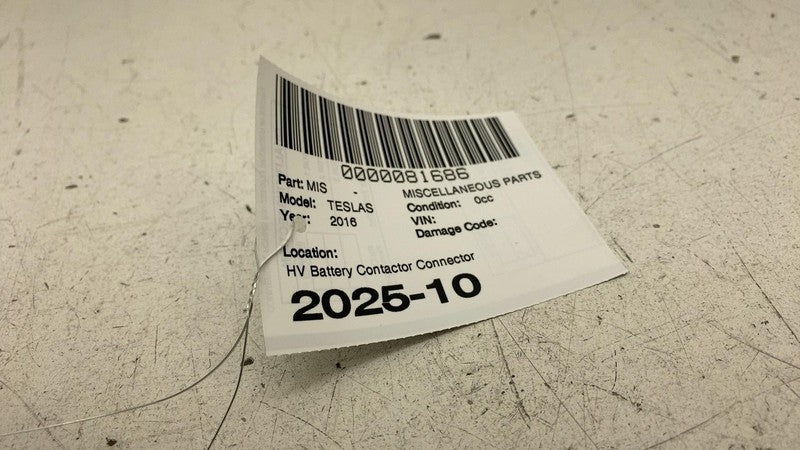 0000081686
Part: MIS - MISCELLANEOUS PARTS
Model: TESLAS Condition: 0cc
Year: 2016 VIN:
Damage Code:
Location:
HV Battery Contactor Connector
2025-10